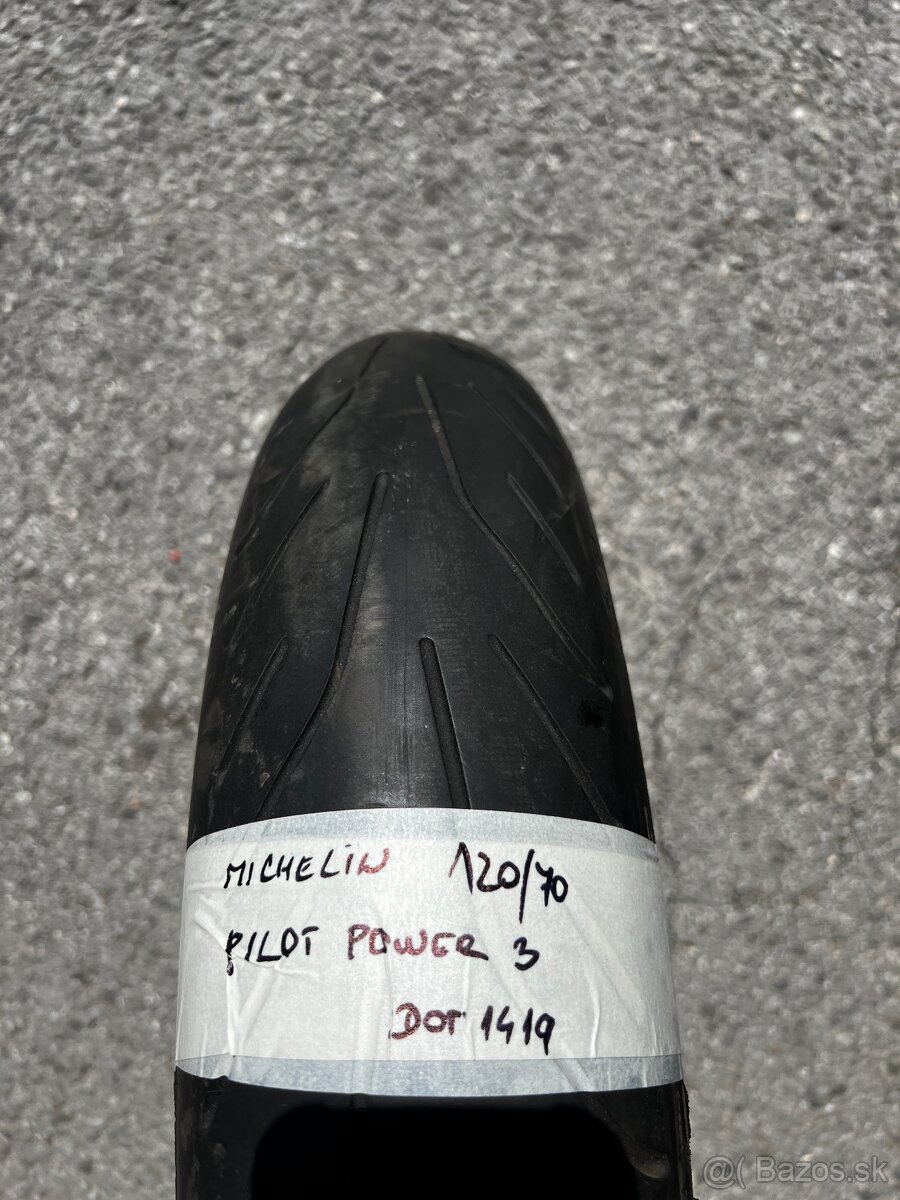 MICHELIN 120/70
PILOT POWER 3
DOT 1419
@( Bazos.sk